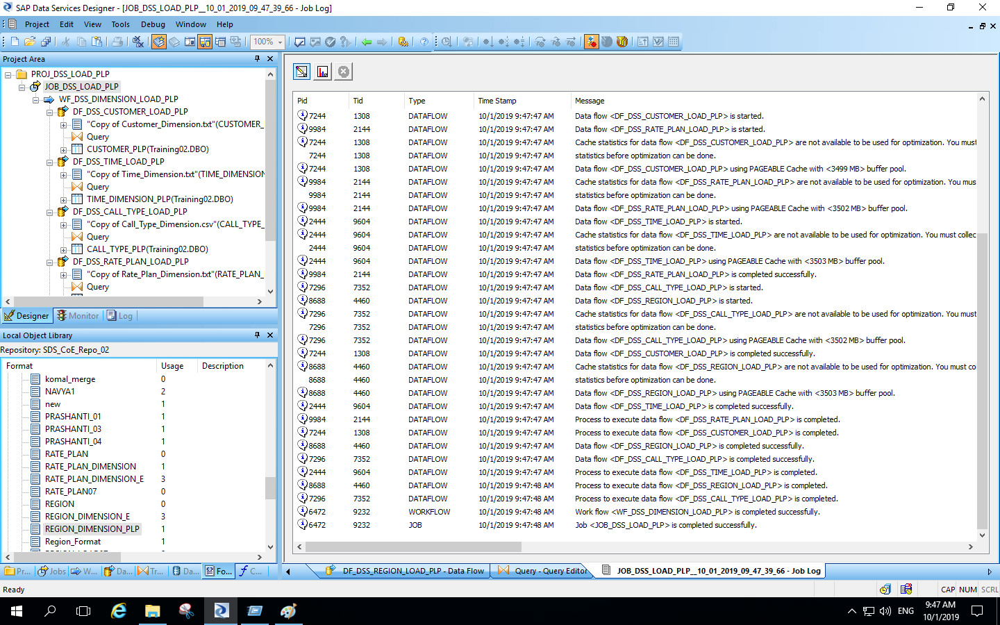 SAP Data Services Designer - [JOB_DSS_LOAD_PLP__10_01_2019_09_47_39_66 - Job Log]
Project Edit View Tools Debug Window Help
100%
Project Area
PROJ_DSS_LOAD_PLP
JOB_DSS_LOAD_PLP
WF_DSS_DIMENSION_LOAD_PLP
DF_DSS_CUSTOMER_LOAD_PLP
"Copy of Customer_Dimension.txt"(CUSTOMER_
Query
CUSTOMER_PLP(Training02.DBO)
DF_DSS_TIME_LOAD_PLP
"Copy of Time_Dimension.txt"(TIME_DIMENSION
Query
TIME_DIMENSION_PLP(Training02.DBO)
DF_DSS_CALL_TYPE_LOAD_PLP
"Copy of Call_Type_Dimension.csv"(CALL_TYPE_
Query
CALL_TYPE_PLP(Training02.DBO)
DF_DSS_RATE_PLAN_LOAD_PLP
"Copy of Rate_Plan_Dimension.txt"(RATE_PLAN_
Query
Designer Monitor Log
Local Object Library
Repository: SDS_CoE_Repo_02
Format Usage Description
komal_merge 0
NAVYA1 2
new 1
PRASHANTI_01 1
PRASHANTI_03 1
PRASHANTI_04 1
RATE_PLAN 0
RATE_PLAN_DIMENSION 1
RATE_PLAN_DIMENSION_E 3
RATE_PLAN07 0
REGION 0
REGION_DIMENSION_E 3
REGION_DIMENSION_PLP 1
Region_Format 1
Pr... Jobs W... Da... Tr... Da... Fo... C...
Pid Tid Type Time Stamp Message
7244 1308 DATAFLOW 10/1/2019 9:47:47 AM Data flow <DF_DSS_CUSTOMER_LOAD_PLP> is started.
9984 2144 DATAFLOW 10/1/2019 9:47:47 AM Data flow <DF_DSS_RATE_PLAN_LOAD_PLP> is started.
7244 1308 DATAFLOW 10/1/2019 9:47:47 AM Cache statistics for data flow <DF_DSS_CUSTOMER_LOAD_PLP> are not available to be used for optimization. You must
7244 1308 DATAFLOW 10/1/2019 9:47:47 AM statistics before optimization can be done.
7244 1308 DATAFLOW 10/1/2019 9:47:47 AM Data flow <DF_DSS_CUSTOMER_LOAD_PLP> using PAGEABLE Cache with <3499 MB> buffer pool.
9984 2144 DATAFLOW 10/1/2019 9:47:47 AM Cache statistics for data flow <DF_DSS_RATE_PLAN_LOAD_PLP> are not available to be used for optimization. You mus
9984 2144 DATAFLOW 10/1/2019 9:47:47 AM statistics before optimization can be done.
9984 2144 DATAFLOW 10/1/2019 9:47:47 AM Data flow <DF_DSS_RATE_PLAN_LOAD_PLP> using PAGEABLE Cache with <3502 MB> buffer pool.
2444 9604 DATAFLOW 10/1/2019 9:47:47 AM Data flow <DF_DSS_TIME_LOAD_PLP> is started.
2444 9604 DATAFLOW 10/1/2019 9:47:47 AM Cache statistics for data flow <DF_DSS_TIME_LOAD_PLP> are not available to be used for optimization. You must collec
2444 9604 DATAFLOW 10/1/2019 9:47:47 AM statistics before optimization can be done.
2444 9604 DATAFLOW 10/1/2019 9:47:47 AM Data flow <DF_DSS_TIME_LOAD_PLP> using PAGEABLE Cache with <3503 MB> buffer pool.
9984 2144 DATAFLOW 10/1/2019 9:47:47 AM Data flow <DF_DSS_RATE_PLAN_LOAD_PLP> is completed successfully.
7296 7352 DATAFLOW 10/1/2019 9:47:47 AM Data flow <DF_DSS_CALL_TYPE_LOAD_PLP> is started.
8688 4460 DATAFLOW 10/1/2019 9:47:47 AM Data flow <DF_DSS_REGION_LOAD_PLP> is started.
7296 7352 DATAFLOW 10/1/2019 9:47:47 AM Cache statistics for data flow <DF_DSS_CALL_TYPE_LOAD_PLP> are not available to be used for optimization. You must
7296 7352 DATAFLOW 10/1/2019 9:47:47 AM statistics before optimization can be done.
7296 7352 DATAFLOW 10/1/2019 9:47:47 AM Data flow <DF_DSS_CALL_TYPE_LOAD_PLP> using PAGEABLE Cache with <3502 MB> buffer pool.
7244 1308 DATAFLOW 10/1/2019 9:47:47 AM Data flow <DF_DSS_CUSTOMER_LOAD_PLP> is completed successfully.
8688 4460 DATAFLOW 10/1/2019 9:47:47 AM Cache statistics for data flow <DF_DSS_REGION_LOAD_PLP> are not available to be used for optimization. You must co
8688 4460 DATAFLOW 10/1/2019 9:47:47 AM statistics before optimization can be done.
8688 4460 DATAFLOW 10/1/2019 9:47:47 AM Data flow <DF_DSS_REGION_LOAD_PLP> using PAGEABLE Cache with <3503 MB> buffer pool.
2444 9604 DATAFLOW 10/1/2019 9:47:47 AM Data flow <DF_DSS_TIME_LOAD_PLP> is completed successfully.
9984 2144 DATAFLOW 10/1/2019 9:47:47 AM Process to execute data flow <DF_DSS_RATE_PLAN_LOAD_PLP> is completed.
7244 1308 DATAFLOW 10/1/2019 9:47:47 AM Process to execute data flow <DF_DSS_CUSTOMER_LOAD_PLP> is completed.
8688 4460 DATAFLOW 10/1/2019 9:47:47 AM Data flow <DF_DSS_REGION_LOAD_PLP> is completed successfully.
7296 7352 DATAFLOW 10/1/2019 9:47:47 AM Data flow <DF_DSS_CALL_TYPE_LOAD_PLP> is completed successfully.
2444 9604 DATAFLOW 10/1/2019 9:47:47 AM Process to execute data flow <DF_DSS_TIME_LOAD_PLP> is completed.
8688 4460 DATAFLOW 10/1/2019 9:47:48 AM Process to execute data flow <DF_DSS_REGION_LOAD_PLP> is completed.
7296 7352 DATAFLOW 10/1/2019 9:47:48 AM Process to execute data flow <DF_DSS_CALL_TYPE_LOAD_PLP> is completed.
6472 9232 WORKFLOW 10/1/2019 9:47:48 AM Work flow <WF_DSS_DIMENSION_LOAD_PLP> is completed successfully.
6472 9232 JOB 10/1/2019 9:47:48 AM Job <JOB_DSS_LOAD_PLP> is completed successfully.
DF_DSS_REGION_LOAD_PLP - Data Flow Query - Query Editor JOB_DSS_LOAD_PLP__10_01_2019_09_47_39_66 - Job Log
Ready CAP NUM SCRL
ENG 9:47 AM
10/1/2019